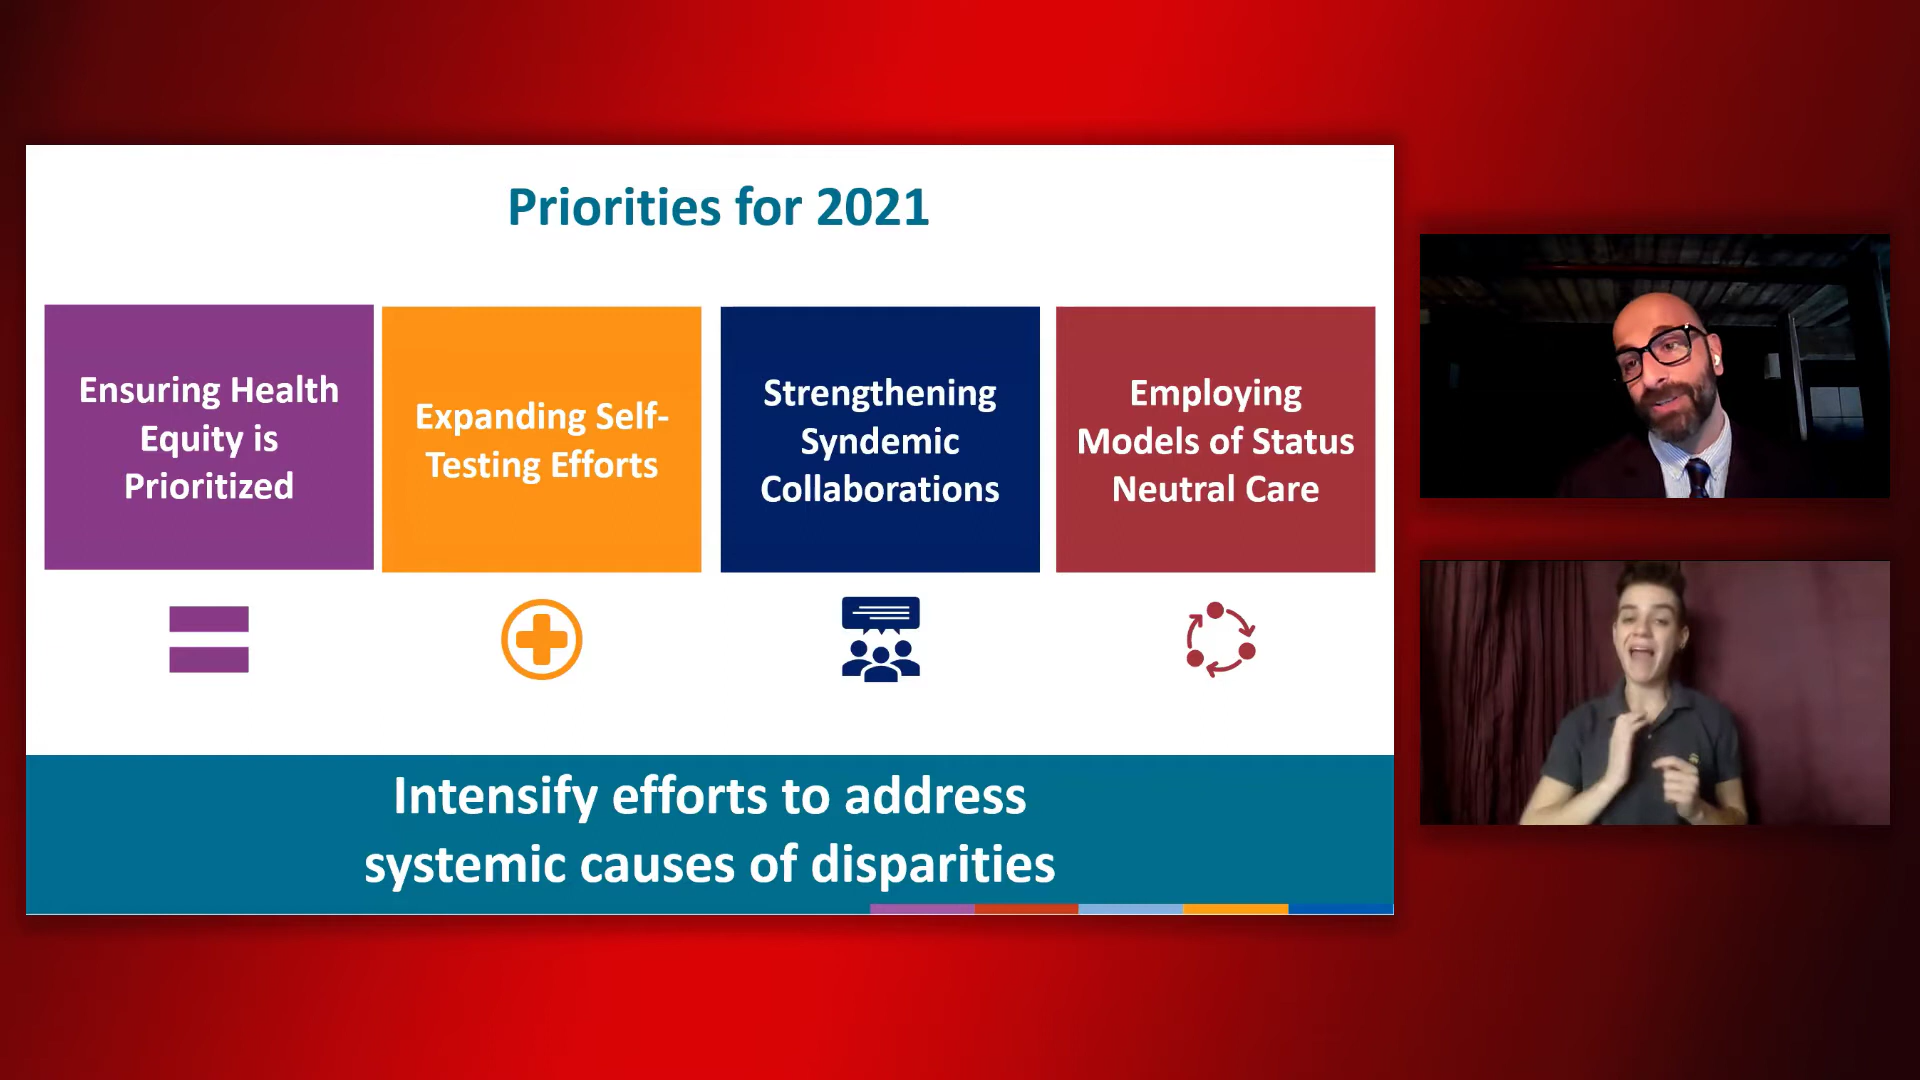 Priorities for 2021
Ensuring Health
Equity is
Prioritized
Expanding Self-
Testing Efforts
Strengthening
Syndemic
Collaborations
Employing
Models of Status
Neutral Care
Intensify efforts to address
systemic causes of disparities